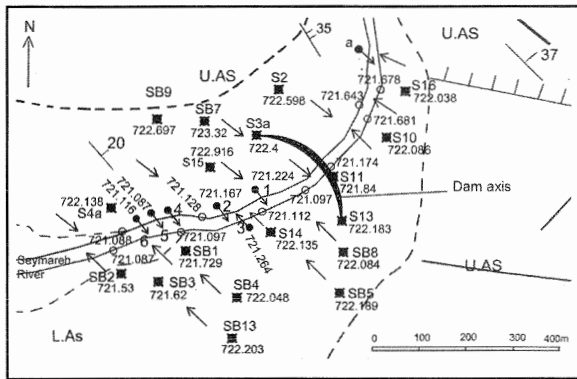 N
35
a
U.AS
37
U.AS
S2
722.598
721.678
S16
722.038
721.643
SB9
722.697
SB7
723.32
S3a
722.4
721.681
S10
722.086
20
722.916
S15
721.174
S11
721.84
Dam axis
721.224
1
721.167
2
721.097
722.138
S4a
721.116
721.087
4
721.128
721.112
S13
722.183
6
5
7
721.097
3
721.264
S14
722.135
721.088
721.087
SB1
721.729
SB8
722.084
Seymareh
River
U.AS
SB2
721.53
SB3
721.62
SB4
722.048
SB5
722.189
L.As
SB13
722.203
0 100 200 300 400m